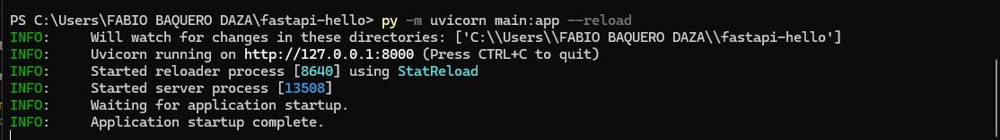 PS C:\Users\FABIO BAQUERO DAZA\fastapi-hello> py -m uvicorn main:app --reload
INFO:     Will watch for changes in these directories: ['C:\\Users\\FABIO BAQUERO DAZA\\fastapi-hello']
INFO:     Uvicorn running on http://127.0.0.1:8000 (Press CTRL+C to quit)
INFO:     Started reloader process [8640] using StatReload
INFO:     Started server process [13508]
INFO:     Waiting for application startup.
INFO:     Application startup complete.